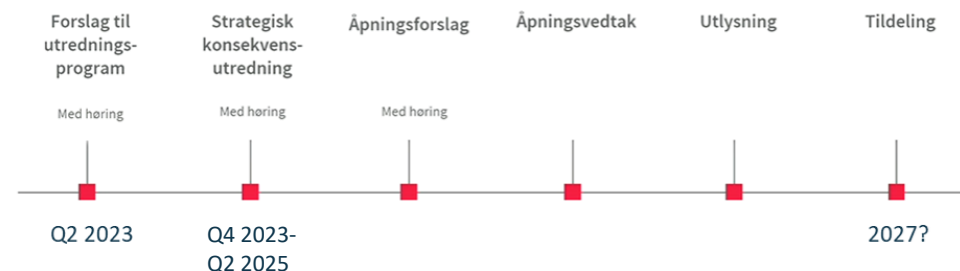 Forslag til
utrednings-
program
Med høring
Strategisk
konsekvens-
utredning
Med høring
Åpningsforslag
Med høring
Åpningsvedtak
Utlysning
Tildeling
Q2 2023
Q4 2023-
Q2 2025
2027?